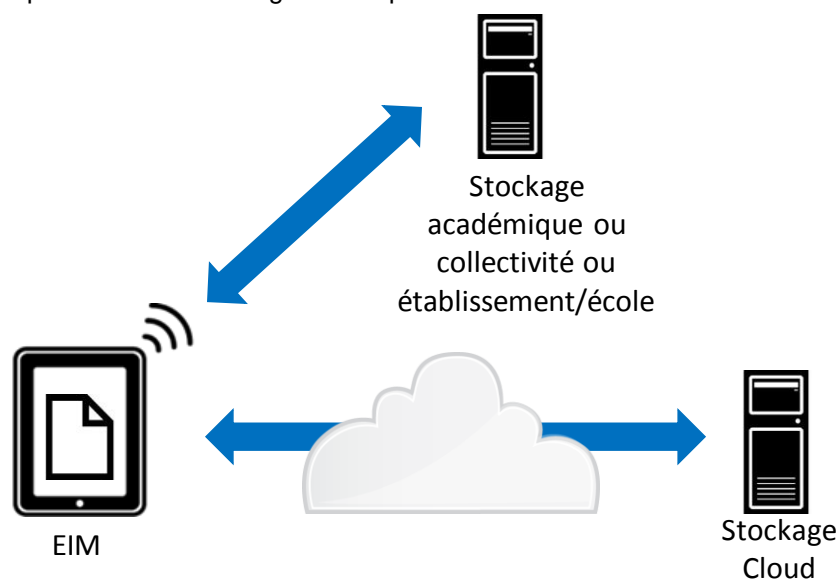 Stockage
académique ou
collectivité ou
établissement/école
EIM
Stockage
Cloud